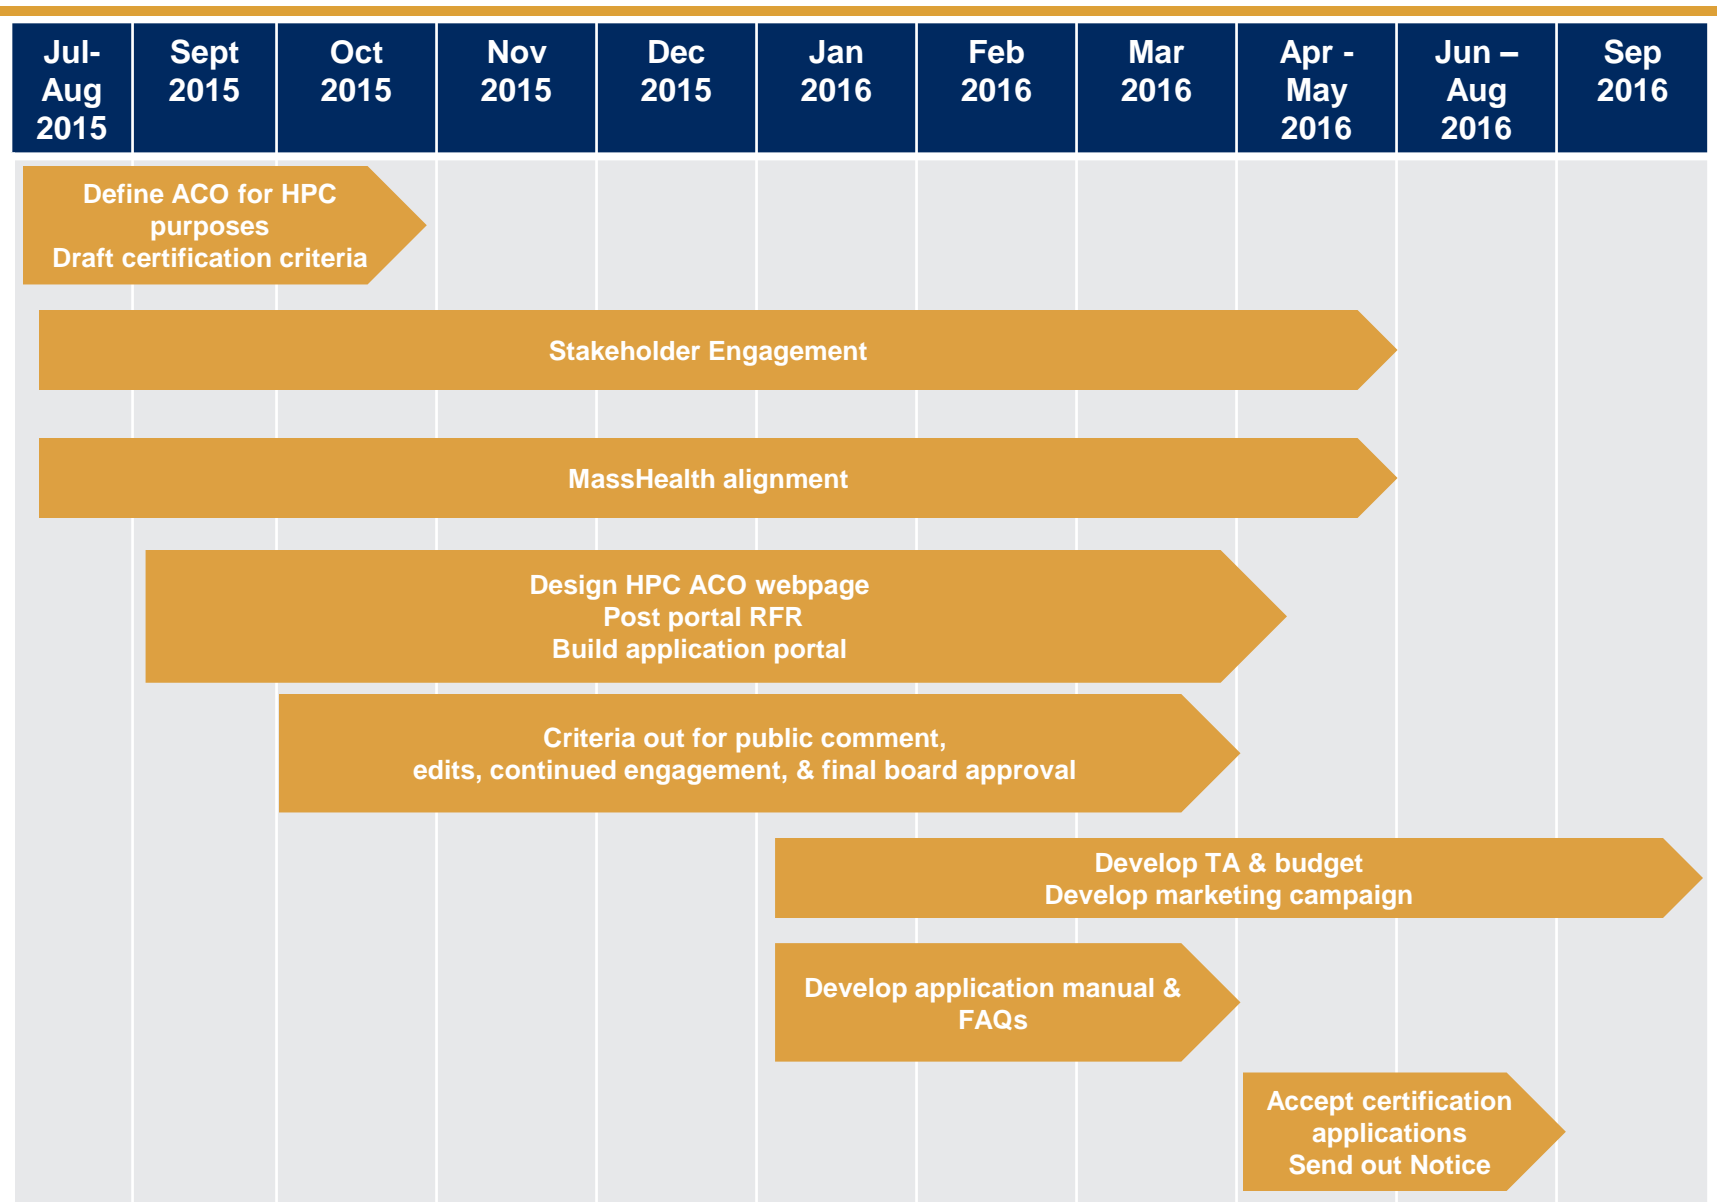 Jul-
Aug
2015
Sept
2015
Oct
2015
Nov
2015
Dec
2015
Jan
2016
Feb
2016
Mar
2016
Apr -
May
2016
Jun –
Aug
2016
Sep
2016
Define ACO for HPC
purposes
Draft certification criteria
Stakeholder Engagement
MassHealth alignment
Design HPC ACO webpage
Post portal RFR
Build application portal
Criteria out for public comment,
edits, continued engagement, & final board approval
Develop TA & budget
Develop marketing campaign
Develop application manual &
FAQs
Accept certification
applications
Send out Notice